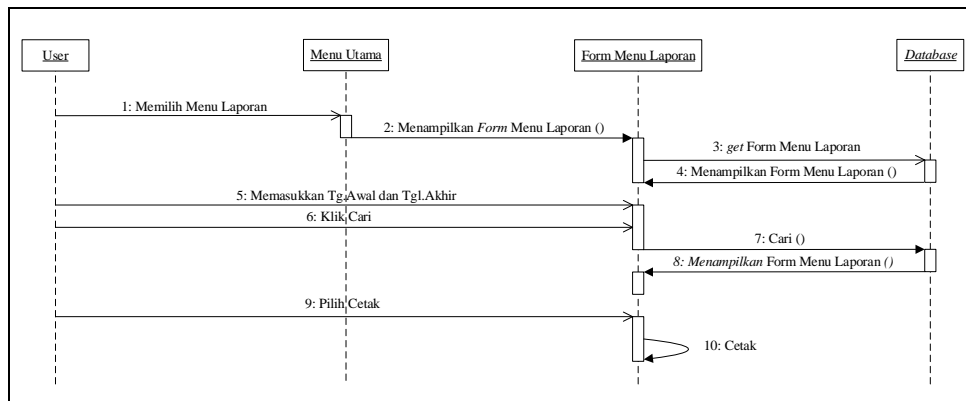 User
Menu Utama
Form Menu Laporan
Database
1: Memilih Menu Laporan
2: Menampilkan Form Menu Laporan ()
3: get Form Menu Laporan
4: Menampilkan Form Menu Laporan ()
5: Memasukkan Tg.Awal dan Tgl.Akhir
6: Klik Cari
7: Cari ()
8: Menampilkan Form Menu Laporan ()
9: Pilih Cetak
10: Cetak